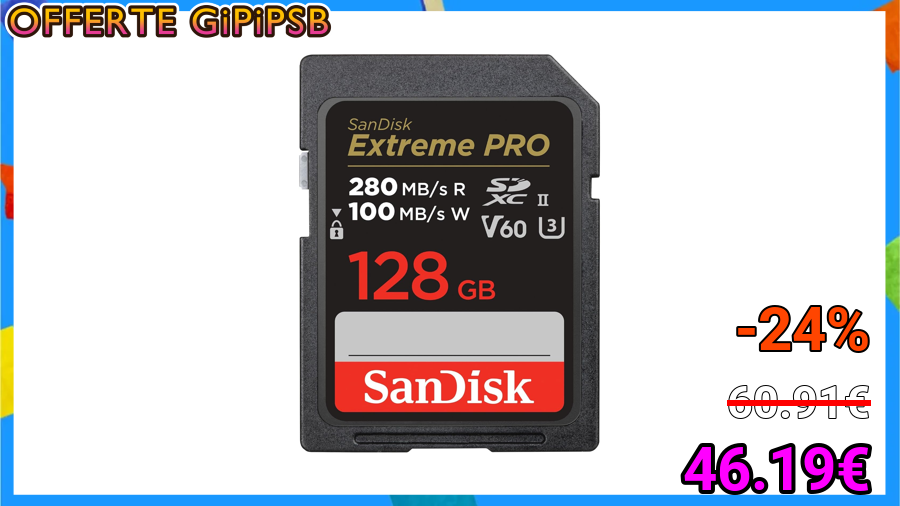 OFFERTE GiPiPSB
SanDisk
Extreme PRO
280 MB/s R
100 MB/s W
SD XC II
V60 3
128 GB
SanDisk
-24%
60.91€
46.19€